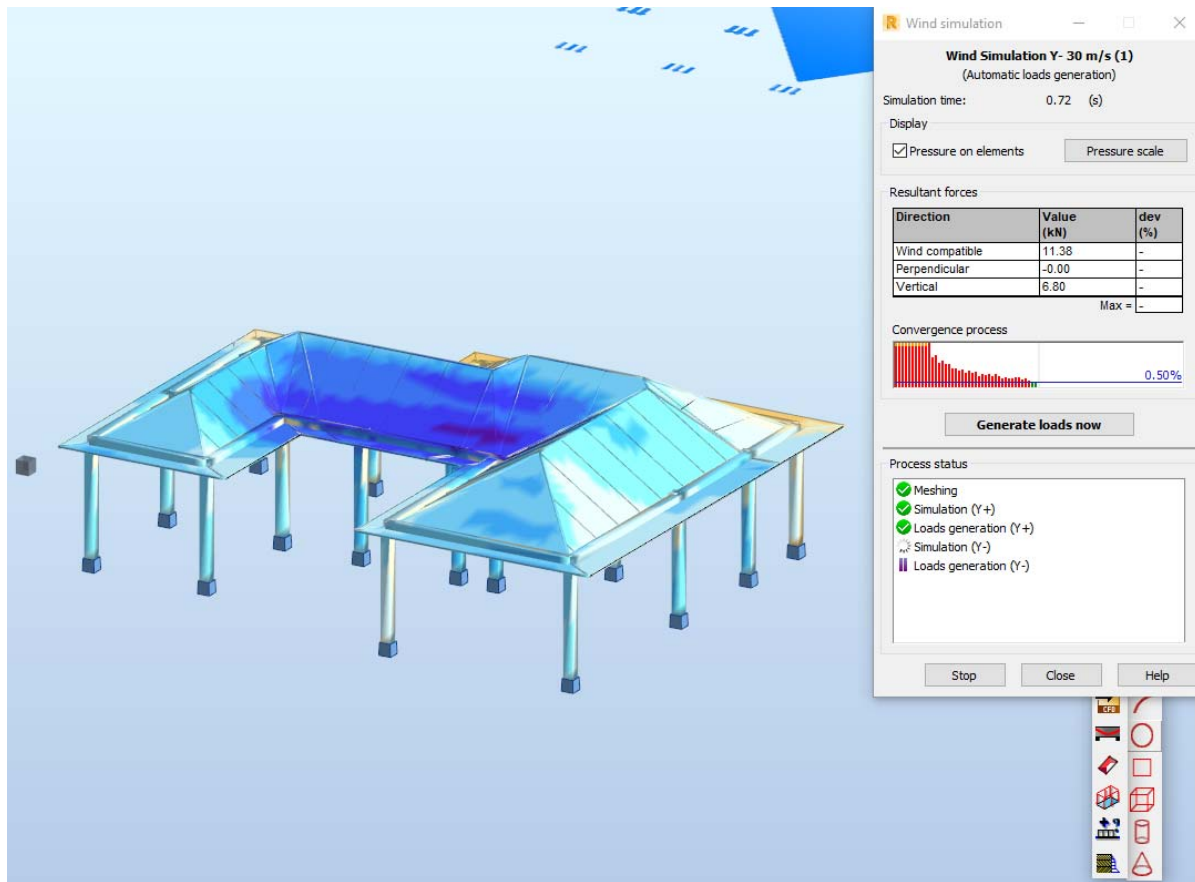 Wind simulation
Wind Simulation Y- 30 m/s (1)
(Automatic loads generation)
Simulation time: 0.72 (s)
Display
Pressure on elements Pressure scale
Resultant forces
Direction Value (kN) dev (%)
Wind compatible 11.38 -
Perpendicular -0.00 -
Vertical 6.80 -
Max = -
Convergence process
0.50%
Generate loads now
Process status
Meshing
Simulation (Y+)
Loads generation (Y+)
Simulation (Y-)
Loads generation (Y-)
Stop Close Help
CFD